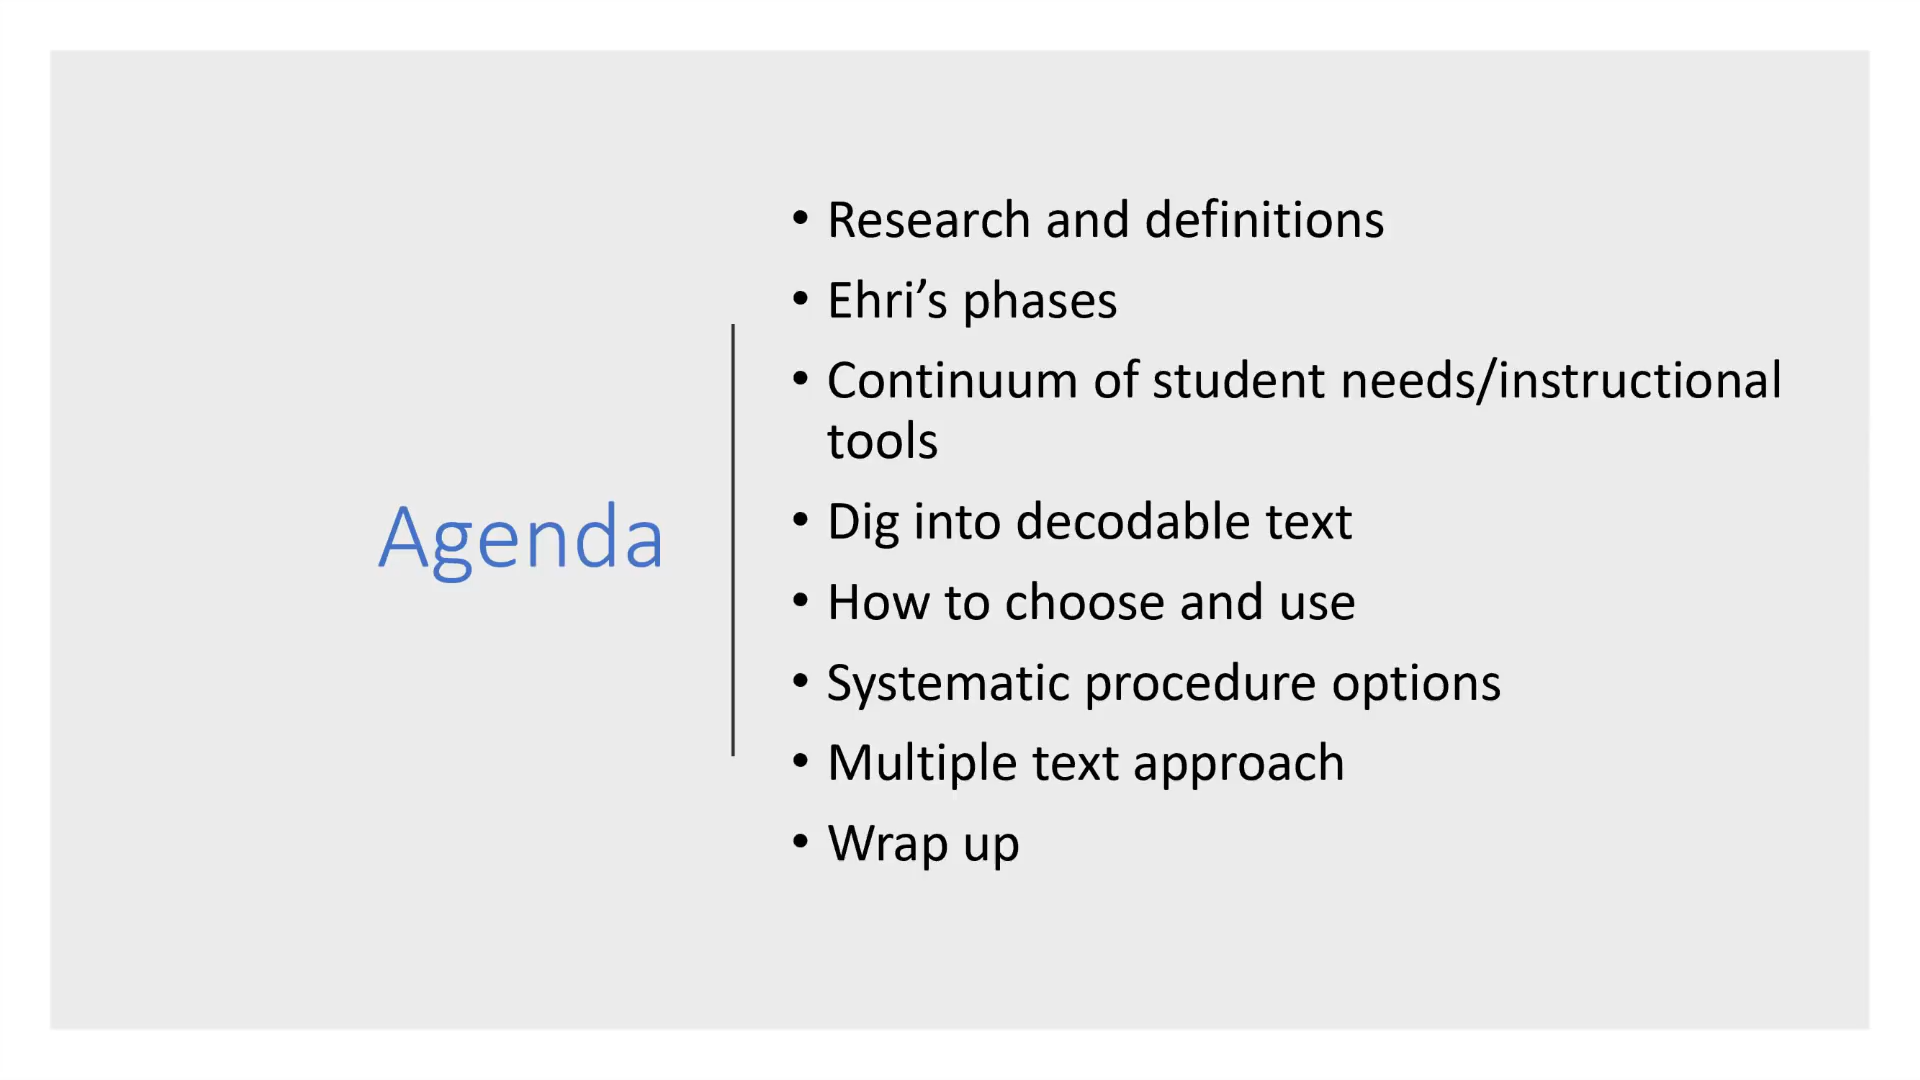 Agenda
• Research and definitions
• Ehri’s phases
• Continuum of student needs/instructional
tools
• Dig into decodable text
• How to choose and use
• Systematic procedure options
• Multiple text approach
• Wrap up